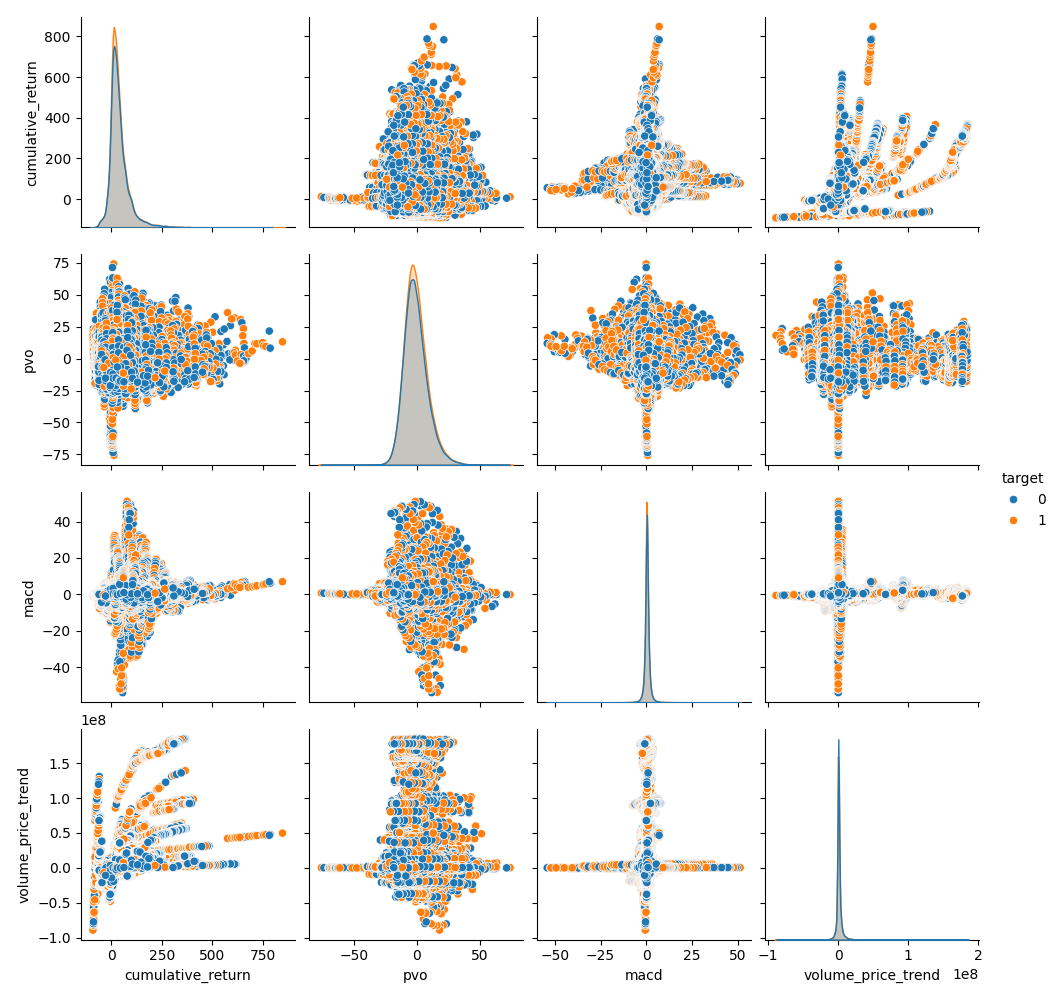 800
600
400
200
0
cumulative_return
75
50
25
0
−25
−50
−75
pvo
target
0
1
40
20
0
−20
−40
macd
1e8
1.5
1.0
0.5
0.0
−0.5
−1.0
volume_price_trend
0 250 500 750
−50 0 50
−50 −25 0 25 50
−1 0 1 2
1e8
cumulative_return
pvo
macd
volume_price_trend